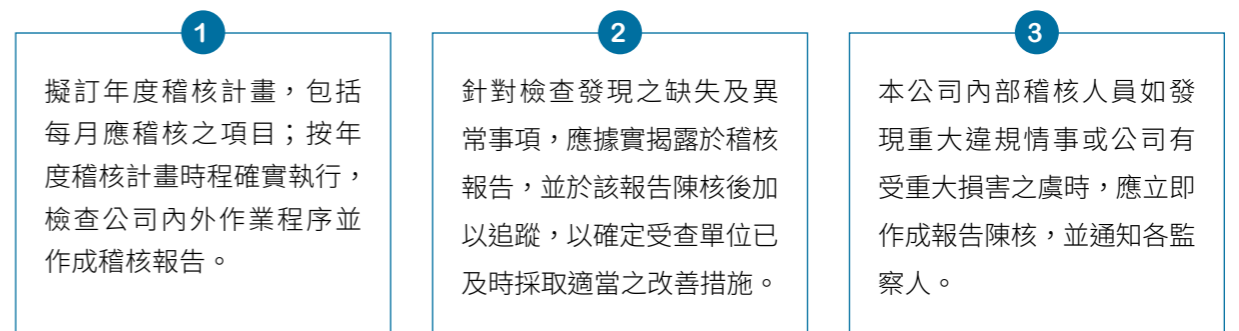 1
擬訂年度稽核計畫，包括
每月應稽核之項目；按年
度稽核計畫時程確實執行，
檢查公司內外作業程序並
作成稽核報告。
2
針對檢查發現之缺失及異
常事項，應據實揭露於稽核
報告，並於該報告陳核後加
以追蹤，以確定受查單位已
及時採取適當之改善措施。
3
本公司內部稽核人員如發
現重大違規情事或公司有
受重大損害之虞時，應立即
作成報告陳核，並通知各監
察人。